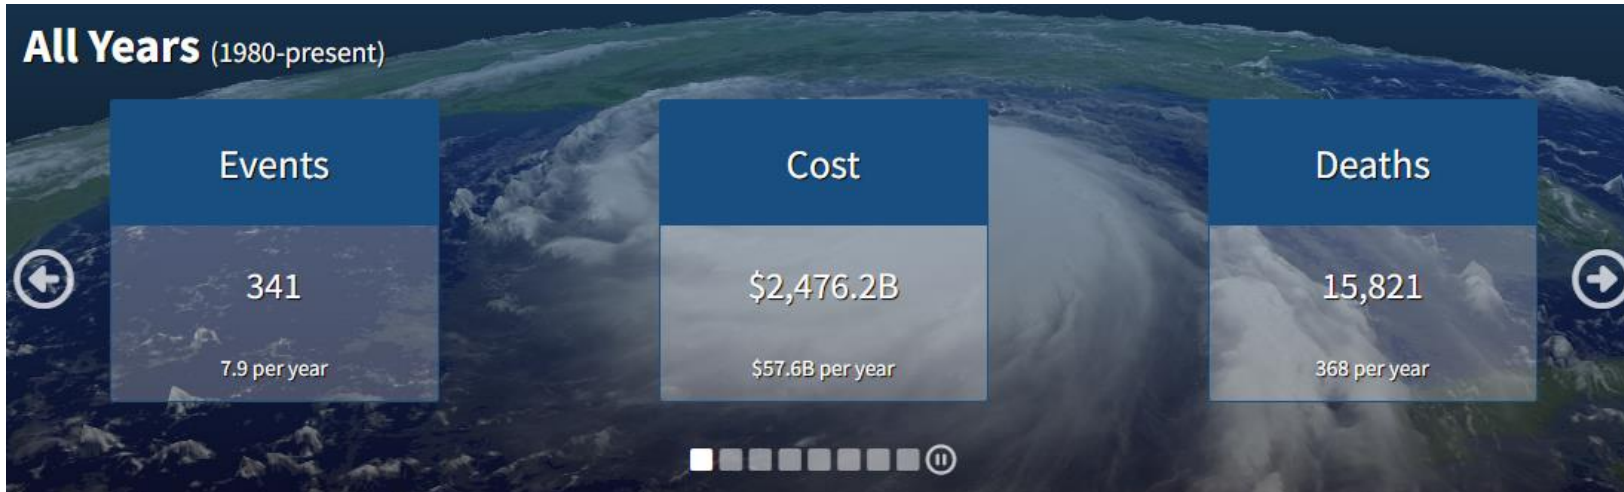 All Years (1980-present)
Events
341
7.9 per year
Cost
$2,476.2B
$57.6B per year
Deaths
15,821
368 per year